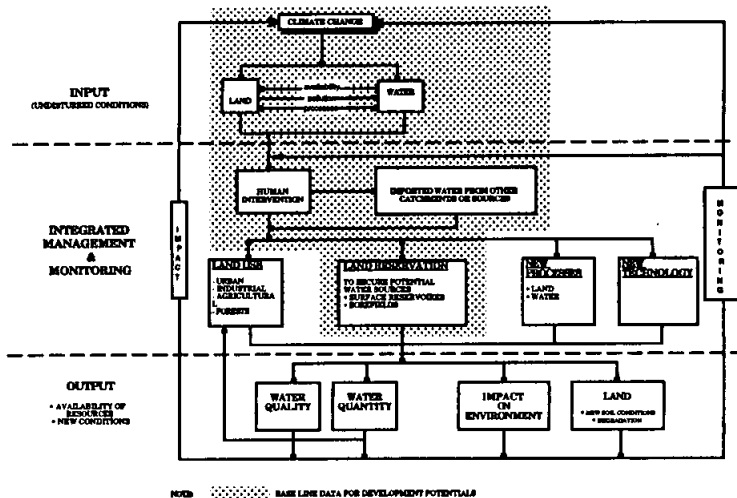 CLIMATE CHANGE
INPUT
(UNDISTURBED CONDITIONS)
LAND
availability
pollution
processes
WATER
HUMAN
INTERVENTION
IMPORTED WATER FROM OTHER
CATCHMENTS OR SOURCES
IMPACT
MONITORING
INTEGRATED
MANAGEMENT
&
MONITORING
LAND USE
- URBAN
- INDUSTRIAL
- AGRICULTURA
L
- FORESTS
LAND RESERVATION
TO SECURE POTENTIAL
WATER SOURCES
• SURFACE RESERVOIRS
• BOREFIELDS
NEW
PROCESSES
• LAND
• WATER
NEW
TECHNOLOGY
OUTPUT
• AVAILABILITY OF
RESOURCES
• NEW CONDITIONS
WATER
QUALITY
WATER
QUANTITY
IMPACT
ON
ENVIRONMENT
LAND
• NEW SOIL CONDITIONS
• DEGRADATION
NOTE: BASE LINE DATA FOR DEVELOPMENT POTENTIALS